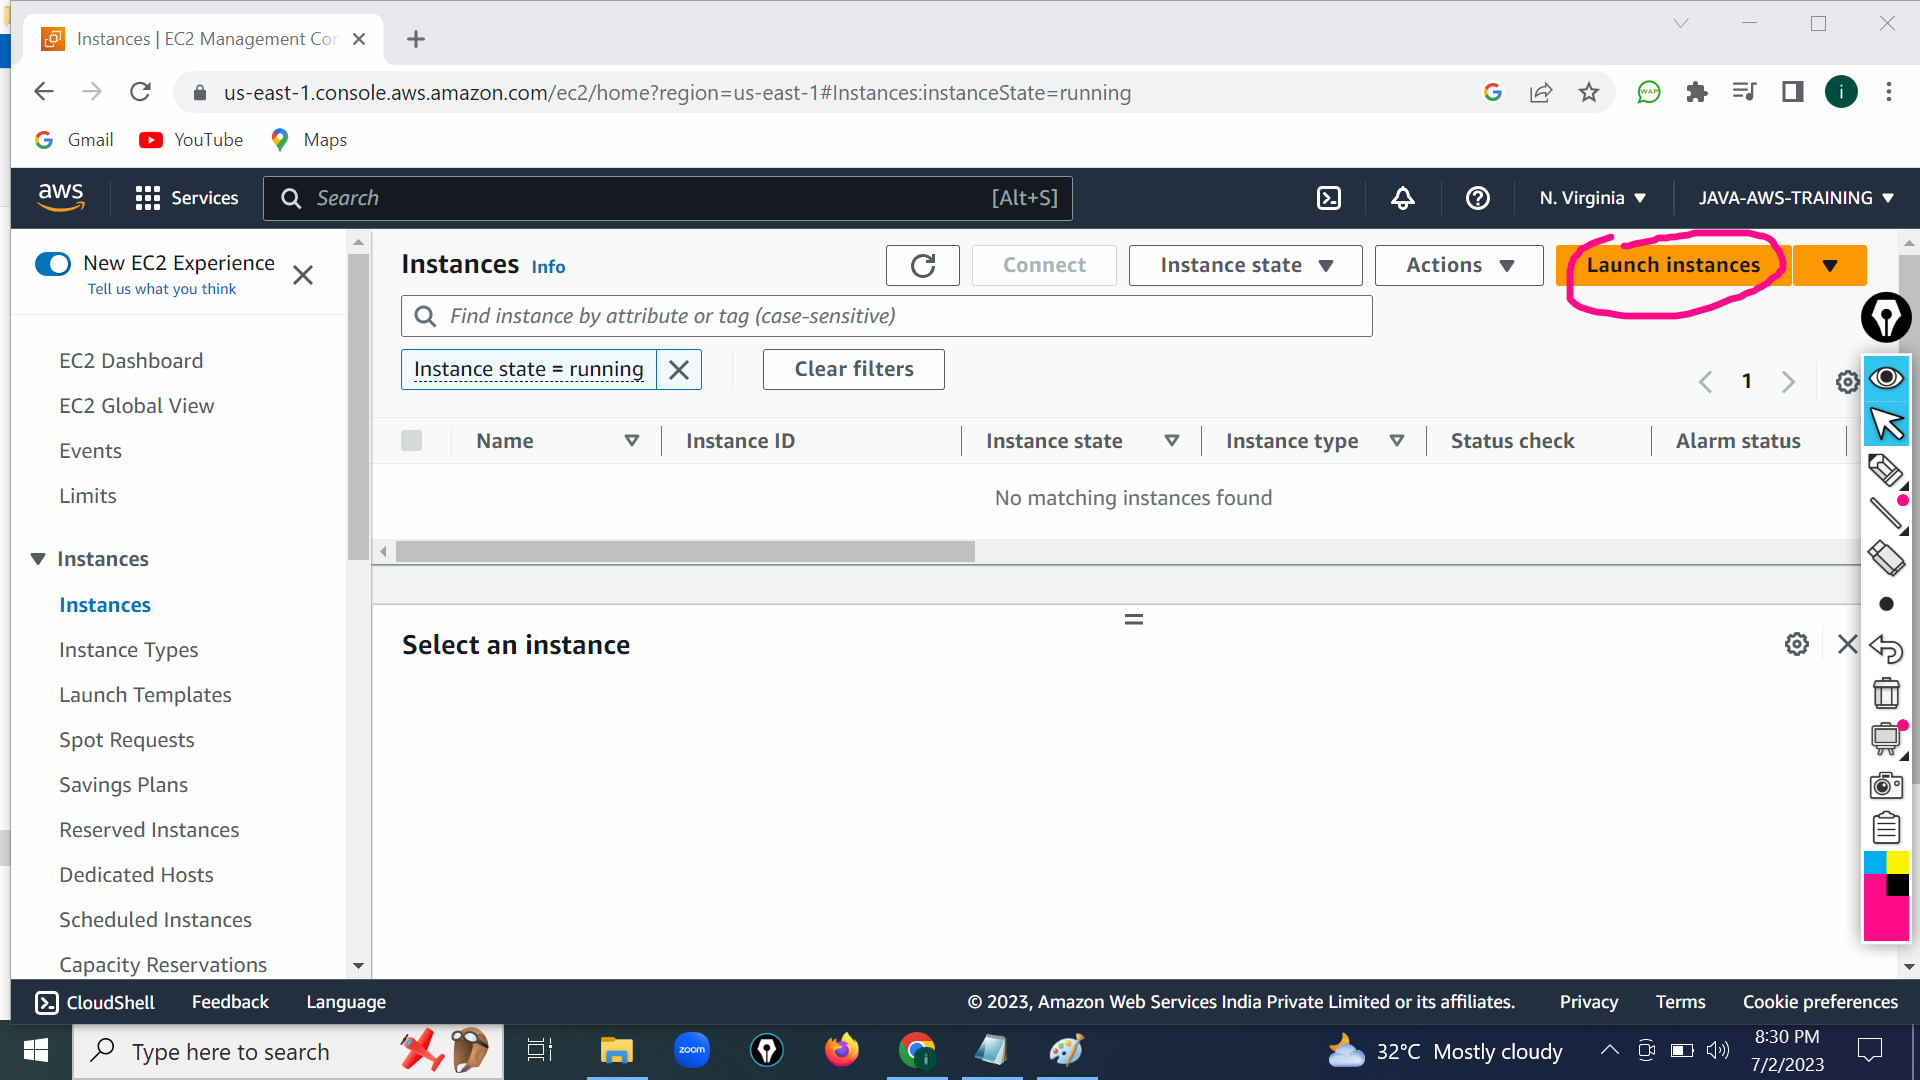 Instances | EC2 Management Con
us-east-1.console.aws.amazon.com/ec2/home?region=us-east-1#Instances:instanceState=running
Gmail YouTube Maps
aws Services Search [Alt+S] N. Virginia JAVA-AWS-TRAINING
New EC2 Experience
Tell us what you think
EC2 Dashboard
EC2 Global View
Events
Limits
Instances
Instances
Instance Types
Launch Templates
Spot Requests
Savings Plans
Reserved Instances
Dedicated Hosts
Scheduled Instances
Capacity Reservations
Instances Info Connect Instance state Actions Launch instances
Find instance by attribute or tag (case-sensitive)
Instance state = running Clear filters
1
Name Instance ID Instance state Instance type Status check Alarm status
No matching instances found
Select an instance
CloudShell Feedback Language © 2023, Amazon Web Services India Private Limited or its affiliates. Privacy Terms Cookie preferences
Type here to search zoom 32°C Mostly cloudy 8:30 PM
7/2/2023